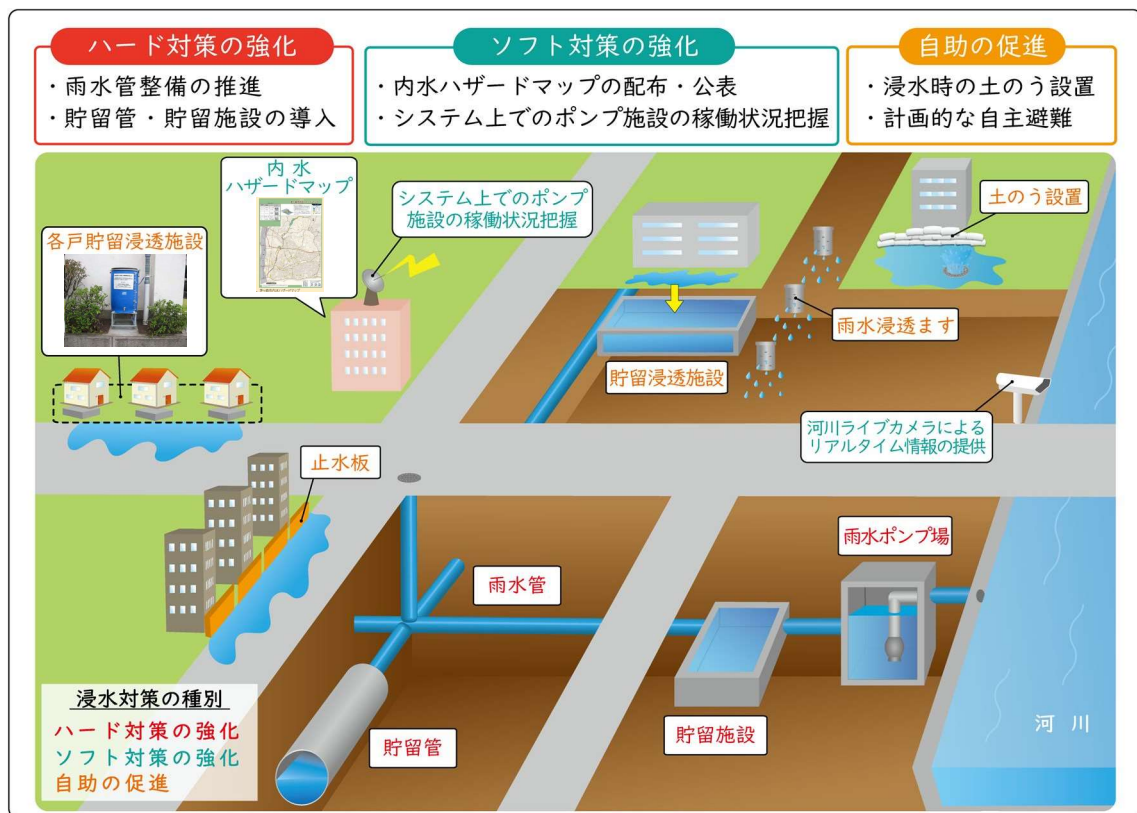 ハード対策の強化
・雨水管整備の推進
・貯留管・貯留施設の導入
ソフト対策の強化
・内水ハザードマップの配布・公表
・システム上でのポンプ施設の稼働状況把握
自助の促進
・浸水時の土のう設置
・計画的な自主避難
内水
ハザードマップ
システム上でのポンプ
施設の稼働状況把握
各戸貯留浸透施設
土のう設置
雨水浸透ます
貯留浸透施設
河川ライブカメラによる
リアルタイム情報の提供
止水板
雨水ポンプ場
雨水管
貯留施設
貯留管
河川
浸水対策の種別
ハード対策の強化
ソフト対策の強化
自助の促進